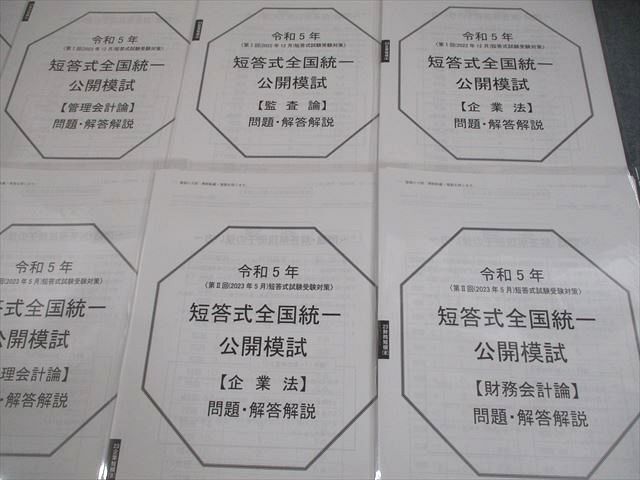 令和5年
〈第Ⅰ回(2022年12月)短答式試験受験対策〉
短答式全国統一
公開模試
【管理会計論】
問題・解答解説
令和5年
〈第Ⅰ回(2022年12月)短答式試験受験対策〉
短答式全国統一
公開模試
【監査論】
問題・解答解説
令和5年
〈第Ⅰ回(2022年12月)短答式試験受験対策〉
短答式全国統一
公開模試
【企業法】
問題・解答解説
令和5年
(2023年5月)短答式試験受験対策〉
式全国統一
公開模試
理会計論】
・解答解説
令和5年
〈第Ⅱ回(2023年5月)短答式試験受験対策〉
短答式全国統一
公開模試
【企業法】
問題・解答解説
令和5年
〈第Ⅱ回(2023年5月)短答式試験受験対策〉
短答式全国統一
公開模試
【財務会計論】
問題・解答解説